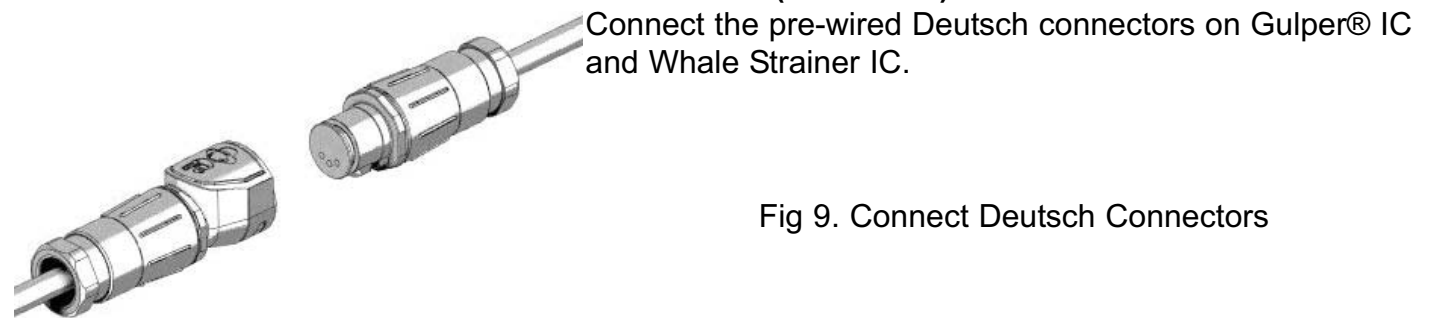 Connect the pre-wired Deutsch connectors on Gulper® IC
and Whale Strainer IC.
Fig 9. Connect Deutsch Connectors